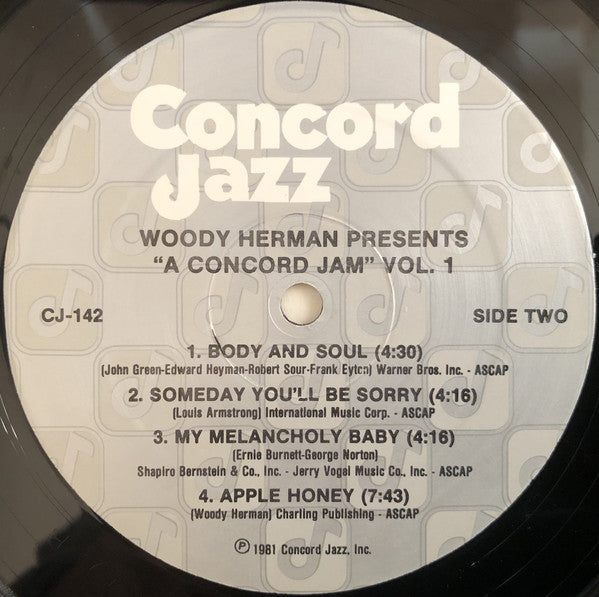 Concord
Jazz
WOODY HERMAN PRESENTS
“A CONCORD JAM” VOL. 1
CJ-142
SIDE TWO
1. BODY AND SOUL (4:30)
(John Green-Edward Heyman-Robert Sour-Frank Eyton) Warner Bros. Inc. - ASCAP
2. SOMEDAY YOU'LL BE SORRY (4:16)
(Louis Armstrong) International Music Corp. - ASCAP
3. MY MELANCHOLY BABY (4:16)
(Ernie Burnett-George Norton)
Shapiro Bernstein & Co., Inc. - Jerry Vogel Music Co., Inc. - ASCAP
4. APPLE HONEY (7:43)
(Woody Herman) Charling Publishing - ASCAP
℗ 1981 Concord Jazz, Inc.